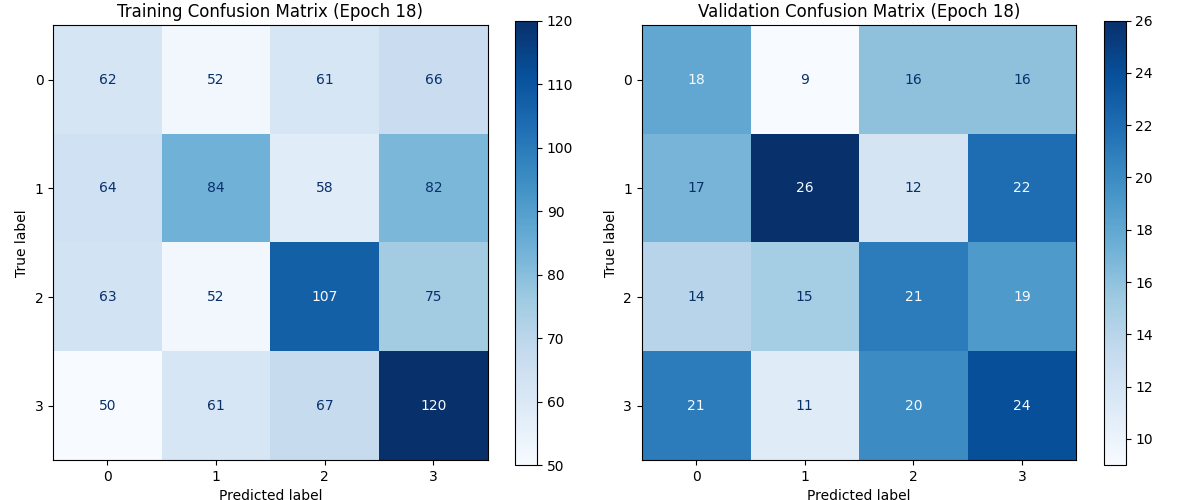 Training Confusion Matrix (Epoch 18)
Validation Confusion Matrix (Epoch 18)
True label
0
1
2
3
62 52 61 66
64 84 58 82
63 52 107 75
50 61 67 120
0 1 2 3
Predicted label
120
110
100
90
80
70
60
50
True label
0
1
2
3
18 9 16 16
17 26 12 22
14 15 21 19
21 11 20 24
0 1 2 3
Predicted label
26
24
22
20
18
16
14
12
10